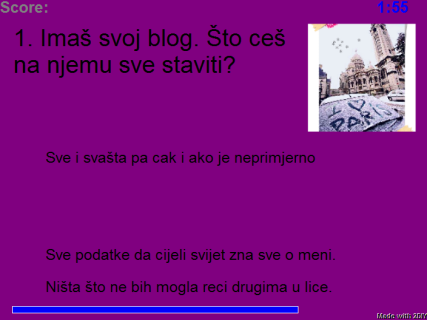 Score:
1:55
1. Imaš svoj blog. Što ceš
na njemu sve staviti?
I
PARIS
Sve i svašta pa cak i ako je neprimjerno
Sve podatke da cijeli svijet zna sve o meni.
Ništa što ne bih mogla reci drugima u lice.
Made with 2DIY